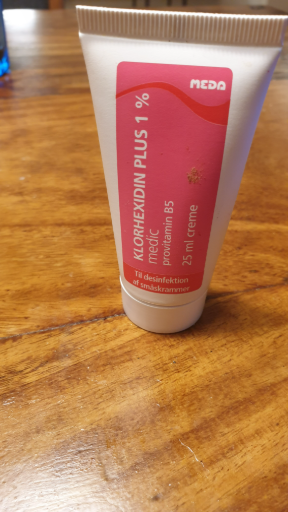 MEDA
KLORHEXIDIN PLUS 1 %
medic
provitamin B5
25 ml creme
Til desinfektion
af småskrammer